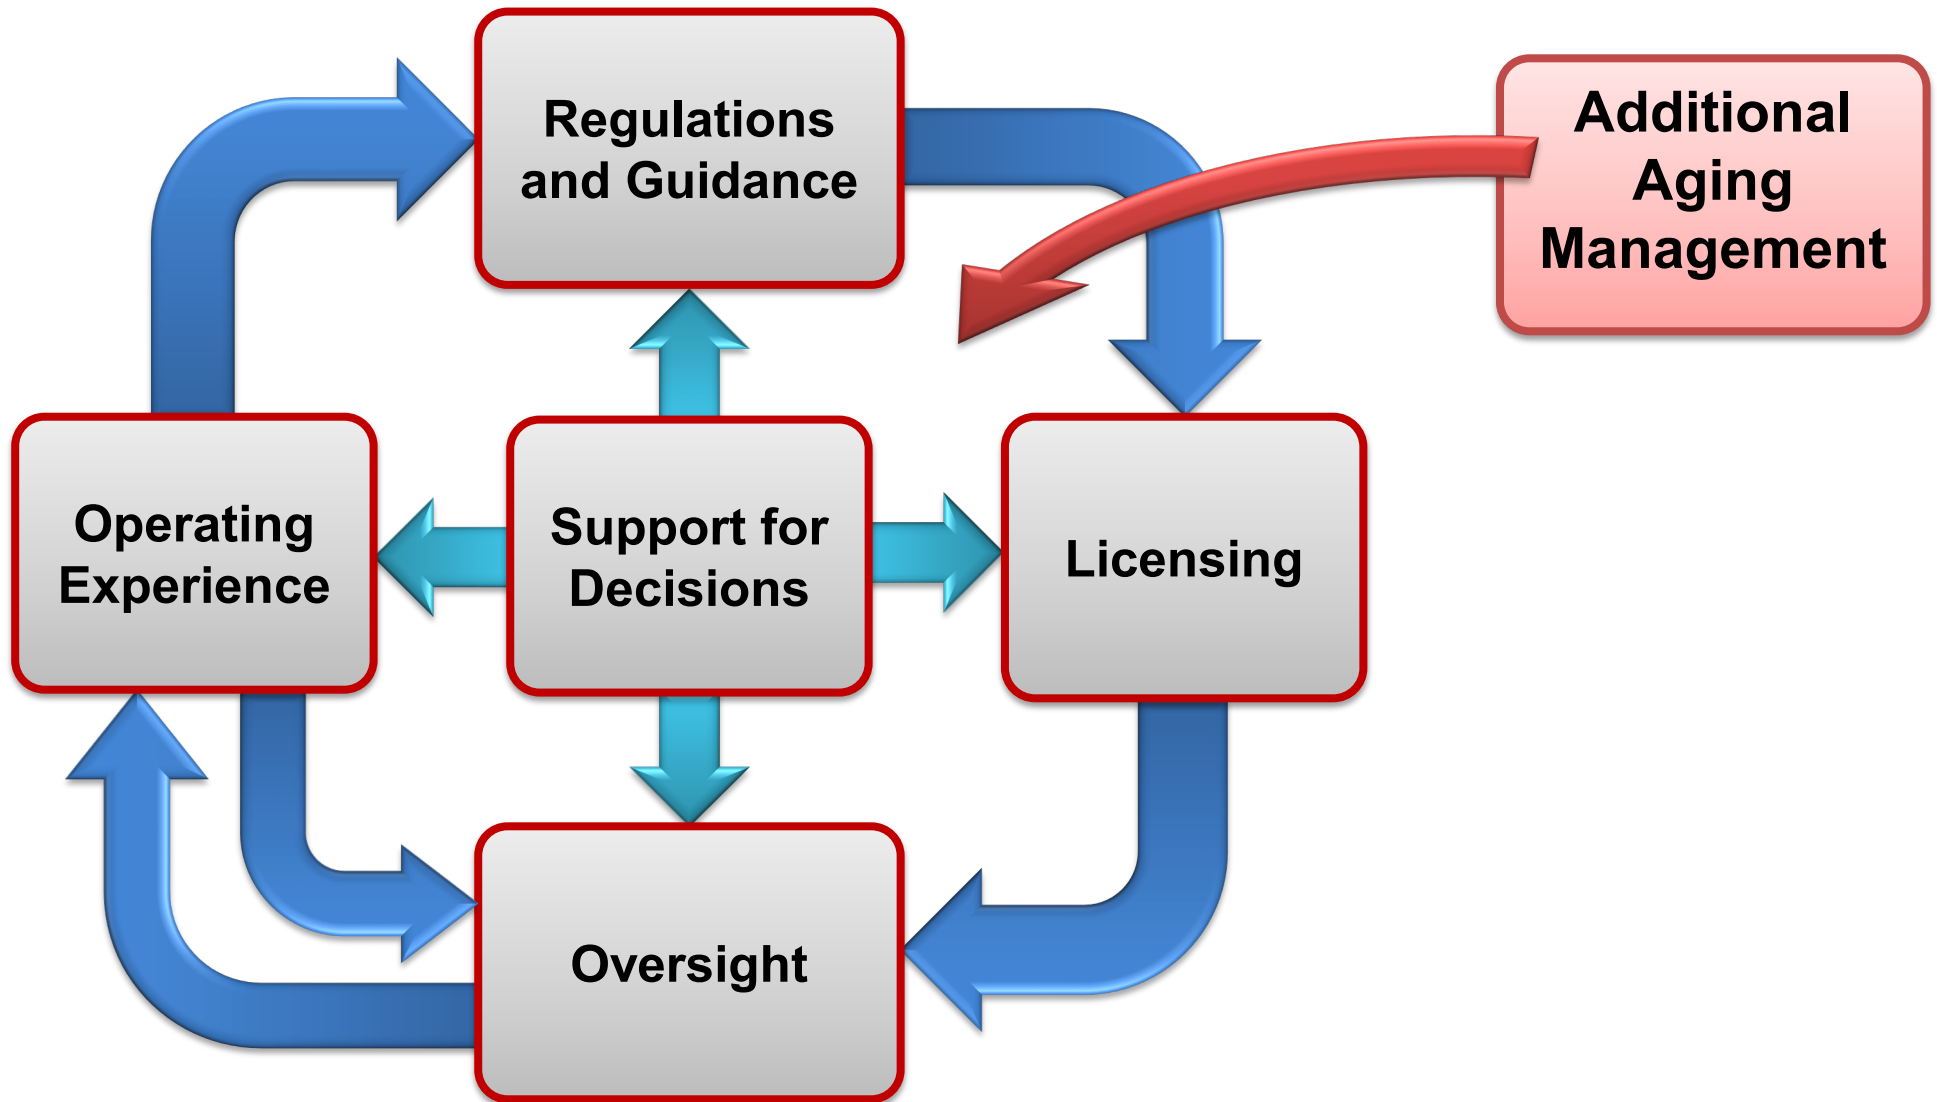 Regulations
and Guidance
Additional
Aging
Management
Operating
Experience
Support for
Decisions
Licensing
Oversight